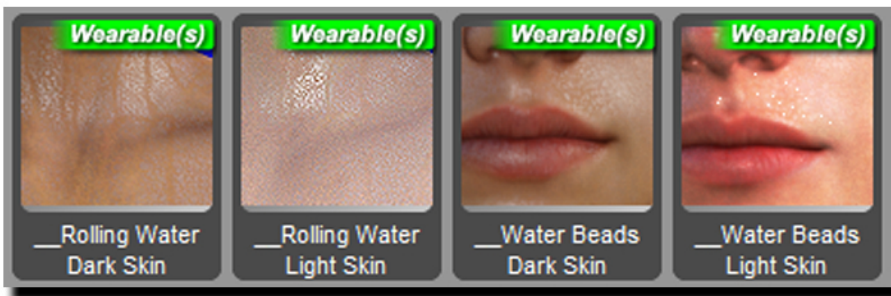 Wearable(s) Wearable(s) Wearable(s) Wearable(s)
__Rolling Water __Rolling Water __Water Beads __Water Beads
Dark Skin Light Skin Dark Skin Light Skin